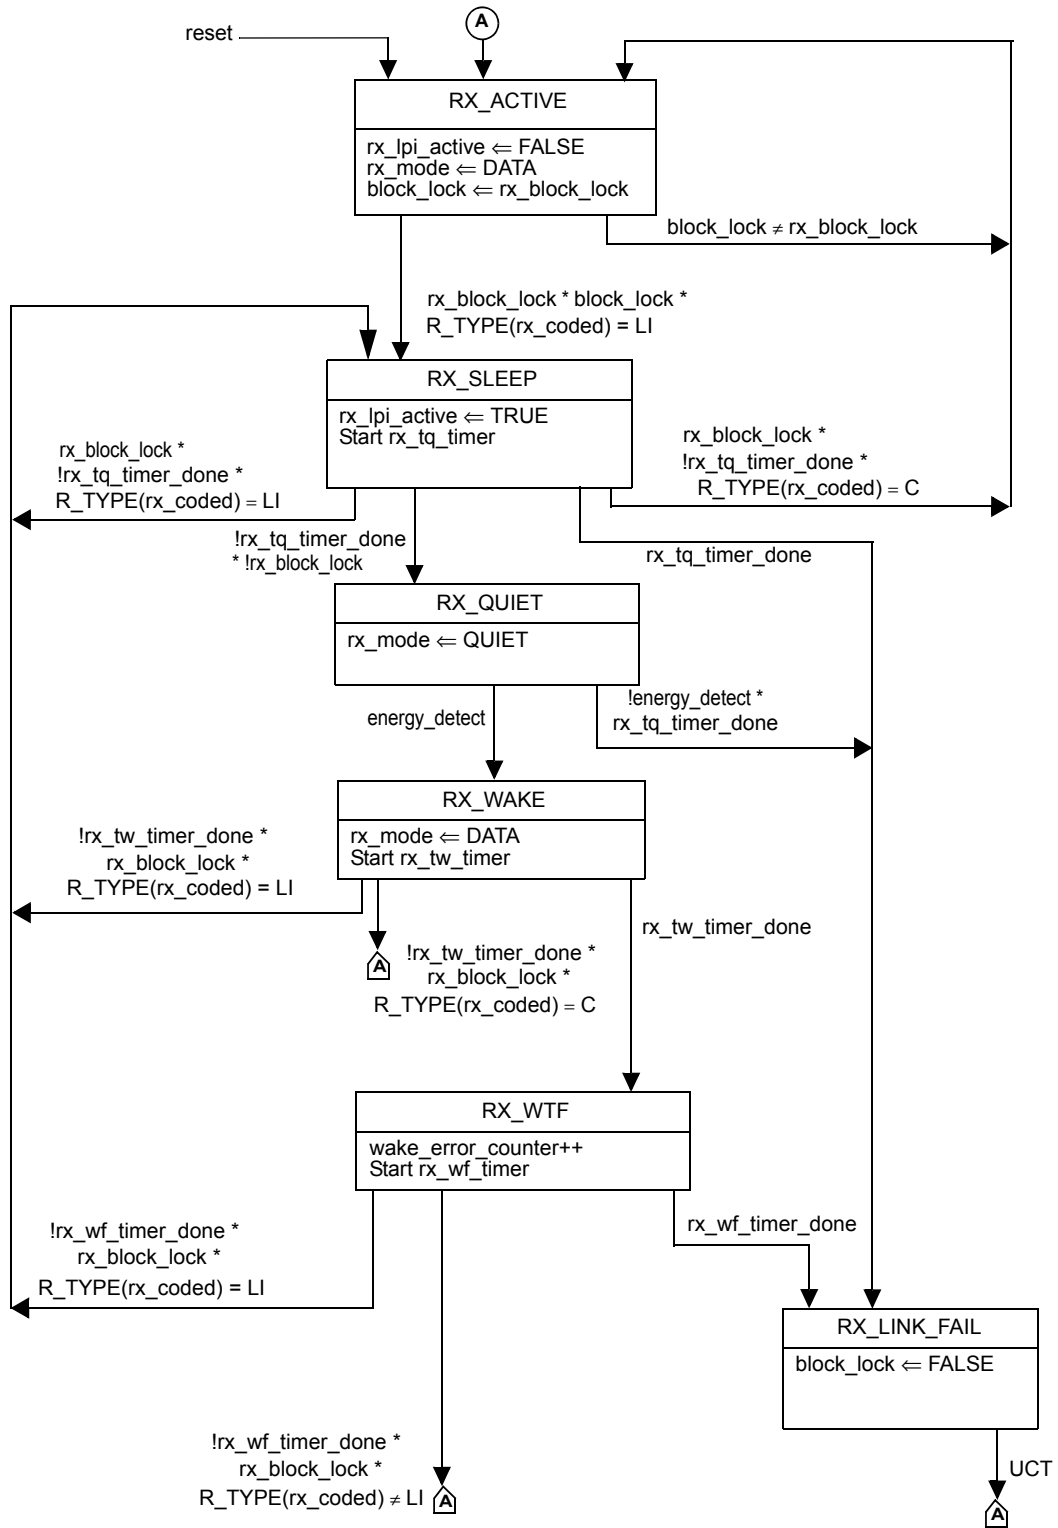 A
reset
RX_ACTIVE
rx_lpi_active ⇐ FALSE
rx_mode ⇐ DATA
block_lock ⇐ rx_block_lock
block_lock ≠ rx_block_lock
rx_block_lock * block_lock *
R_TYPE(rx_coded) = LI
RX_SLEEP
rx_lpi_active ⇐ TRUE
Start rx_tq_timer
rx_block_lock *
!rx_tq_timer_done *
R_TYPE(rx_coded) = LI
rx_block_lock *
!rx_tq_timer_done *
R_TYPE(rx_coded) = C
!rx_tq_timer_done
* !rx_block_lock
rx_tq_timer_done
RX_QUIET
rx_mode ⇐ QUIET
energy_detect
!energy_detect *
rx_tq_timer_done
RX_WAKE
rx_mode ⇐ DATA
Start rx_tw_timer
!rx_tw_timer_done *
rx_block_lock *
R_TYPE(rx_coded) = LI
A
!rx_tw_timer_done *
rx_block_lock *
R_TYPE(rx_coded) = C
rx_tw_timer_done
RX_WTF
wake_error_counter++
Start rx_wf_timer
!rx_wf_timer_done *
rx_block_lock *
R_TYPE(rx_coded) = LI
rx_wf_timer_done
RX_LINK_FAIL
block_lock ⇐ FALSE
!rx_wf_timer_done *
rx_block_lock *
R_TYPE(rx_coded) ≠ LI
A
UCT
A